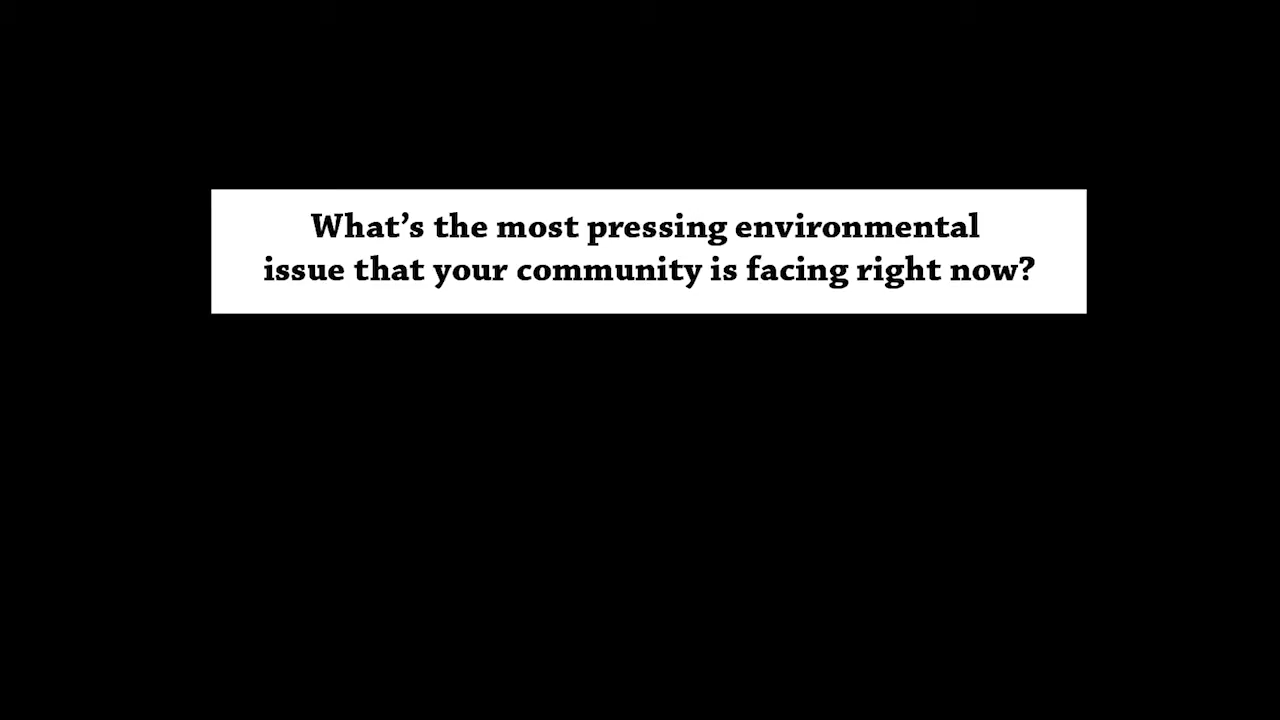 What’s the most pressing environmental
issue that your community is facing right now?